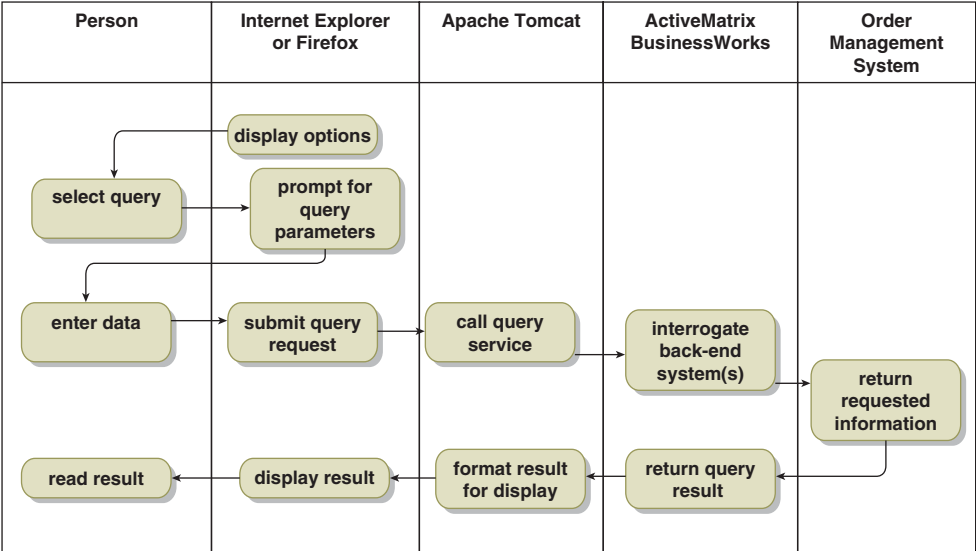 Person
Internet Explorer
or Firefox
Apache Tomcat
ActiveMatrix
BusinessWorks
Order
Management
System
display options
select query
prompt for
query
parameters
enter data
submit query
request
call query
service
interrogate
back-end
system(s)
return
requested
information
read result
display result
format result
for display
return query
result